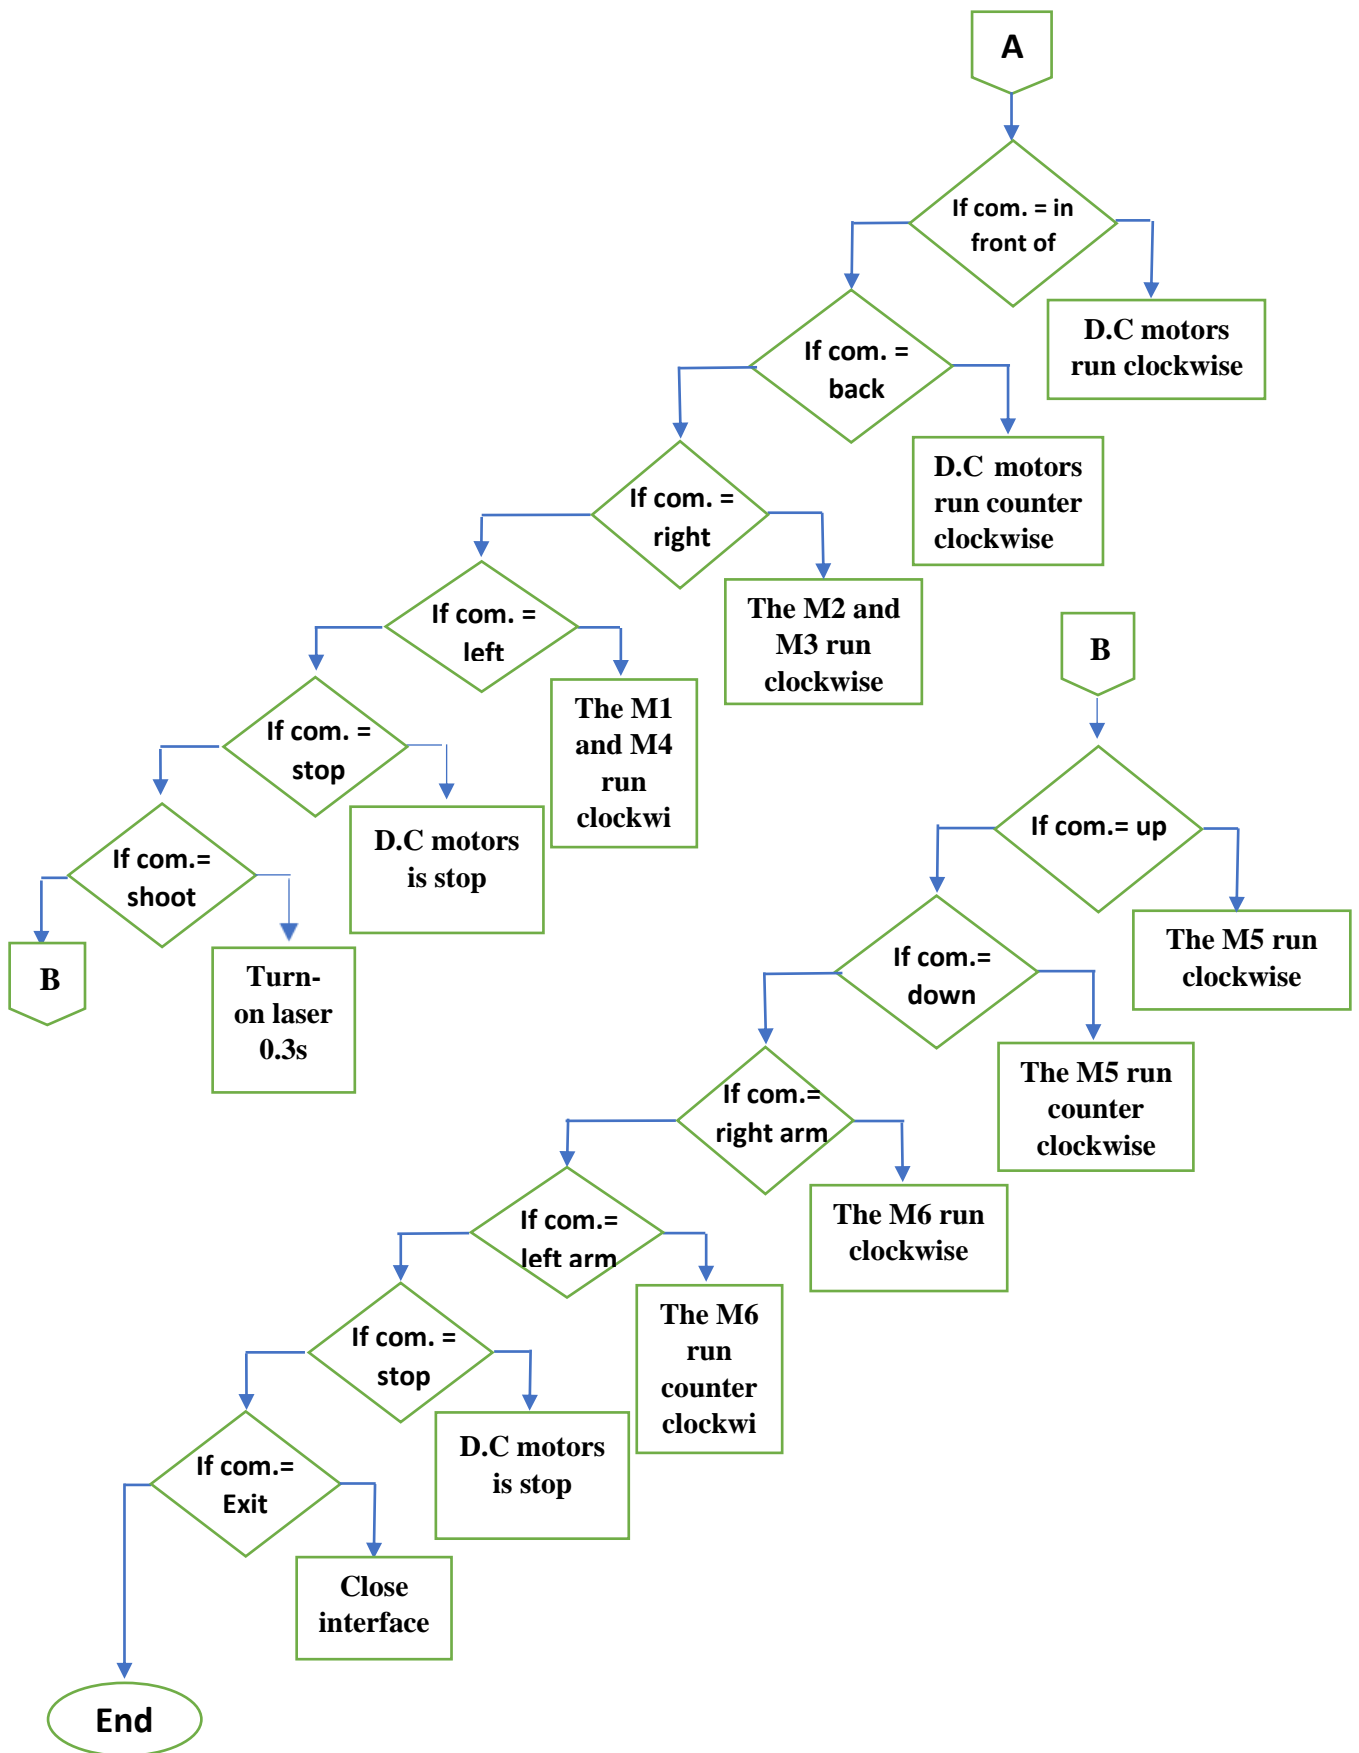 A
If com. = in
front of
D.C motors
run clockwise
If com. =
back
D.C motors
run counter
clockwise
If com. =
right
The M2 and
M3 run
clockwise
If com. =
left
The M1
and M4
run
clockwi
If com. =
stop
D.C motors
is stop
If com.=
shoot
Turn-
on laser
0.3s
B
B
If com.= up
The M5 run
clockwise
If com.=
down
The M5 run
counter
clockwise
If com.=
right arm
The M6 run
clockwise
If com.=
left arm
The M6
run
counter
clockwi
If com. =
stop
D.C motors
is stop
If com.=
Exit
Close
interface
End